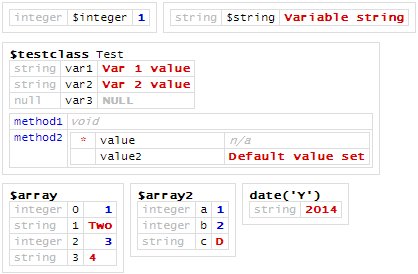 integer $integer 1 string $string Variable string
$testclass Test
string var1 Var 1 value
string var2 Var 2 value
null var3 NULL
method1 void
method2 * value n/a
value2 Default value set
$array $array2 date('Y')
integer 0 1 integer a 1 string 2014
string 1 Two integer b 2
integer 2 3 string c D
string 3 4